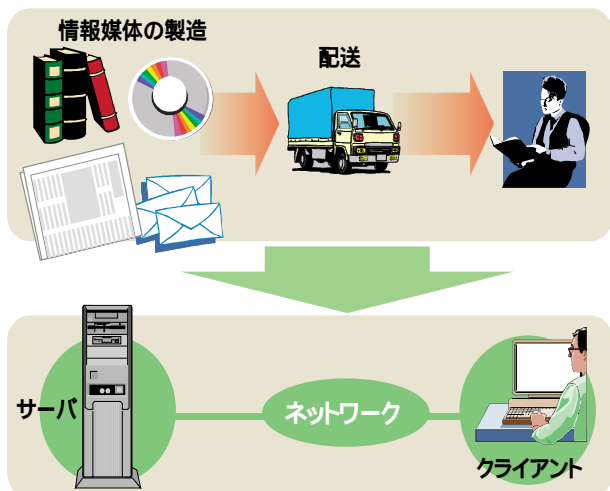 情報媒体の製造
配送
サーバ
ネットワーク
クライアント